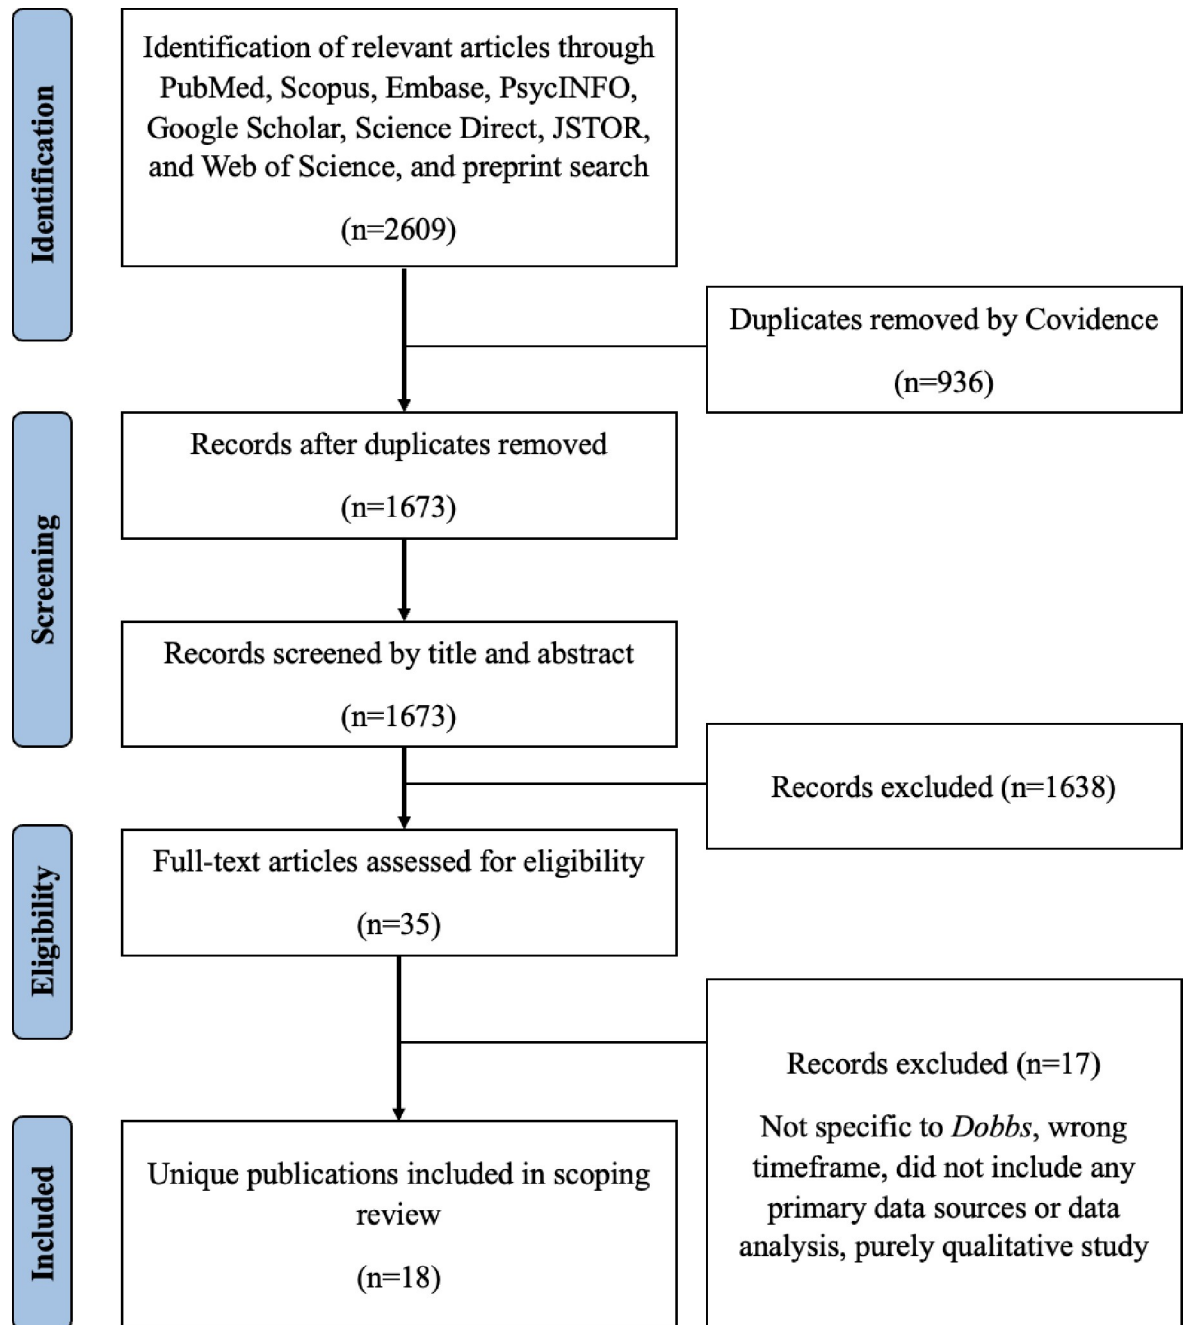 Identification
Identification of relevant articles through
PubMed, Scopus, Embase, PsycINFO,
Google Scholar, Science Direct, JSTOR,
and Web of Science, and preprint search
(n=2609)
Duplicates removed by Covidence
(n=936)
Screening
Records after duplicates removed
(n=1673)
Records screened by title and abstract
(n=1673)
Records excluded (n=1638)
Eligibility
Full-text articles assessed for eligibility
(n=35)
Records excluded (n=17)
Not specific to Dobbs, wrong
timeframe, did not include any
primary data sources or data
analysis, purely qualitative study
Included
Unique publications included in scoping
review
(n=18)